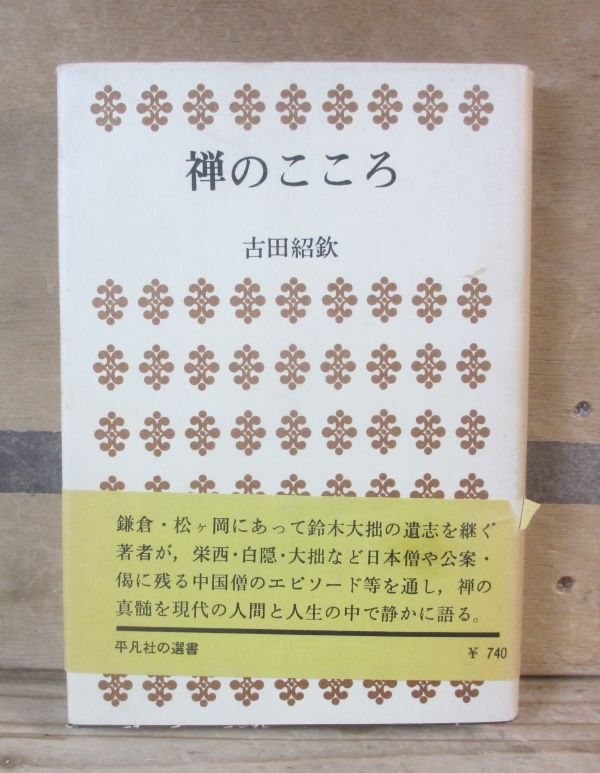 禅のこころ
古田紹欽
鎌倉・松ヶ岡にあって鈴木大拙の遺志を継ぐ
著者が，栄西・白隠・大拙など日本僧や公案・
偈に残る中国僧のエピソード等を通し，禅の
真髄を現代の人間と人生の中で静かに語る。
平凡社の選書 ¥ 740